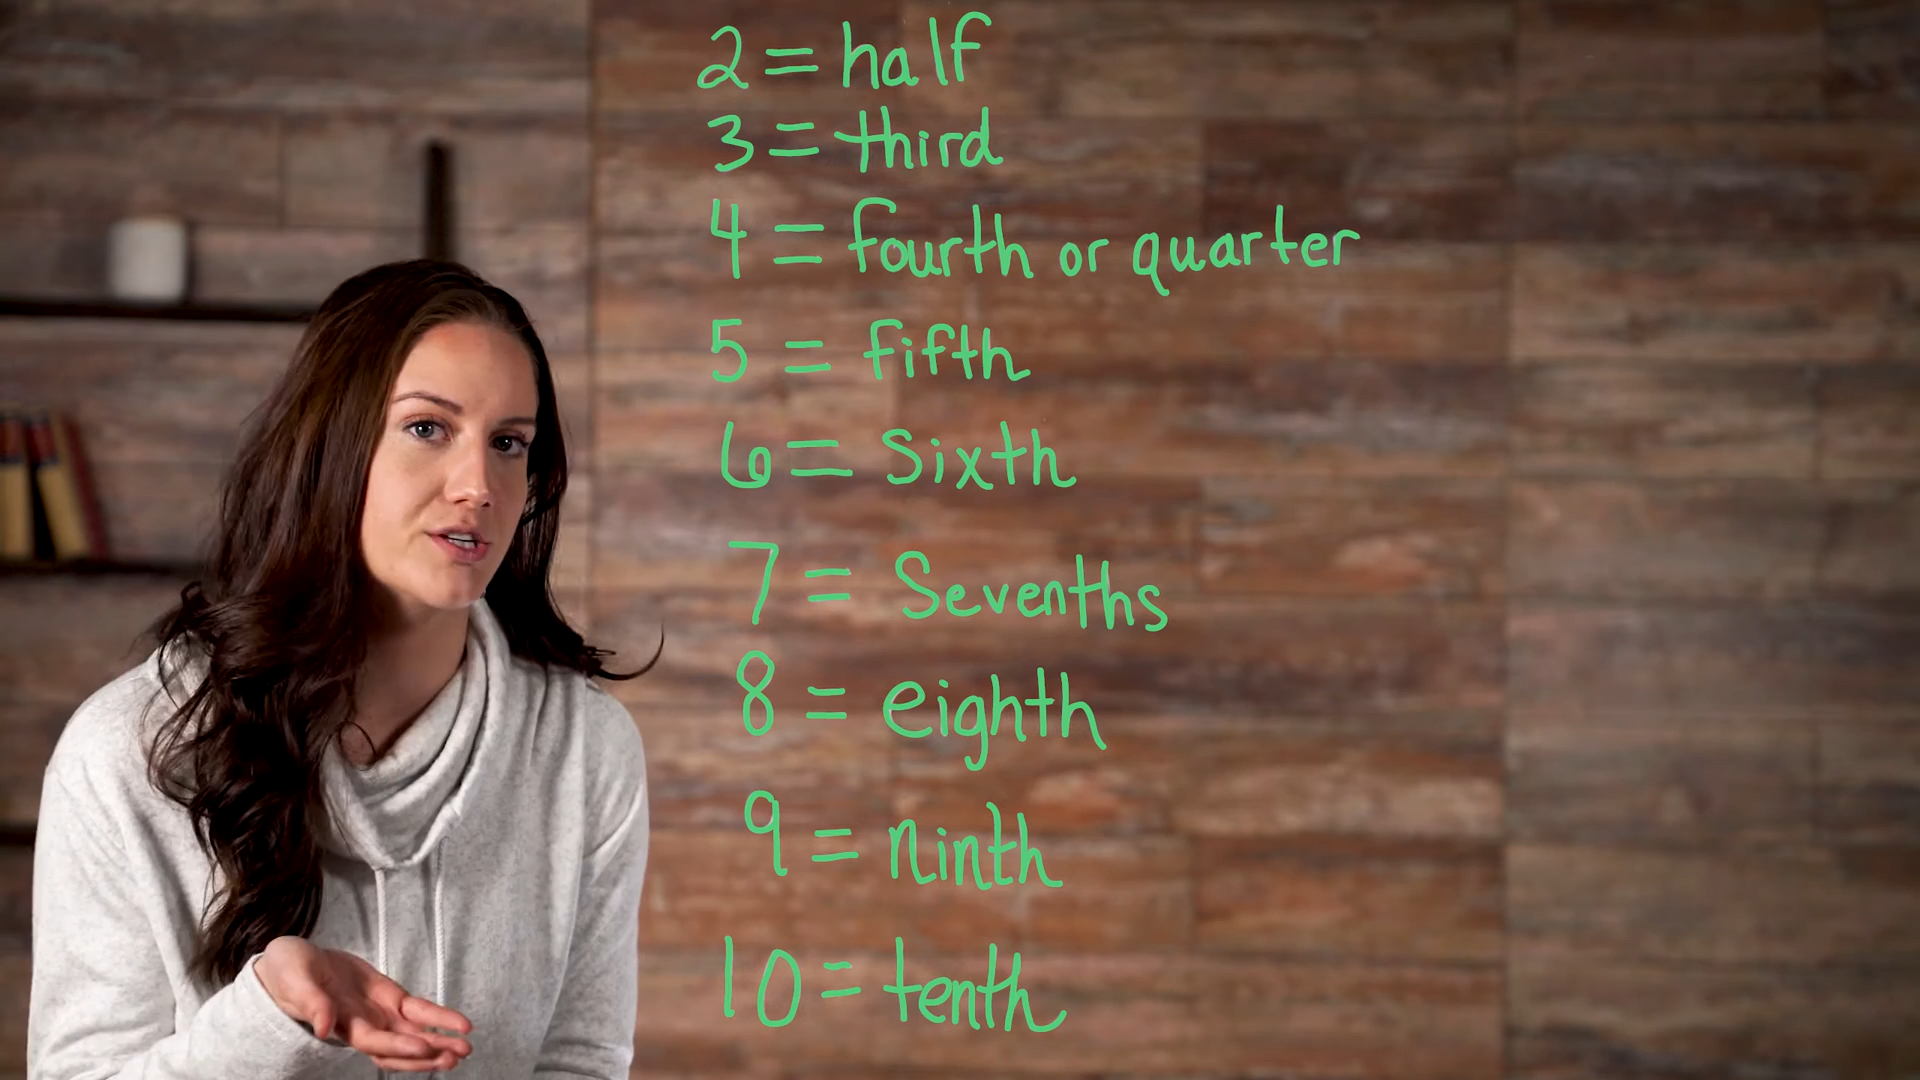 2 = half
3 = third
4 = fourth or quarter
5 = fifth
6 = sixth
7 = Sevenths
8 = eighth
9 = ninth
10 = tenth